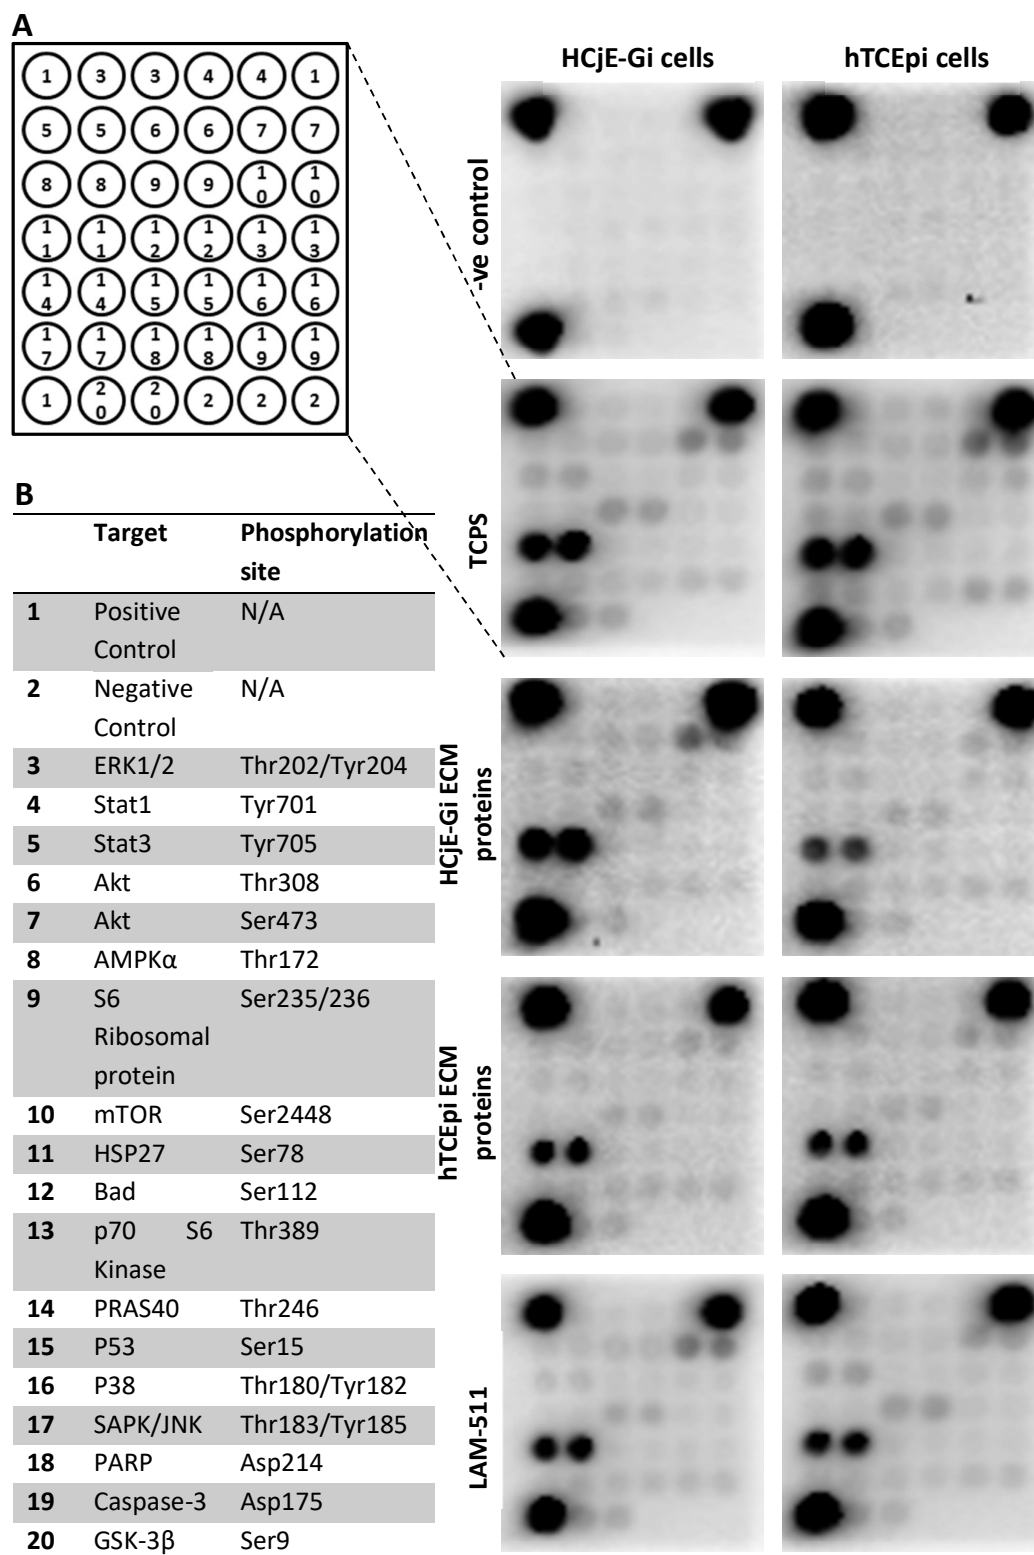 A
1 3 3 4 4 1
5 5 6 6 7 7
8 8 9 9 10 10
11 11 12 12 13 13
14 14 15 15 16 16
17 17 18 18 19 19
1 20 20 2 2 2
HCjE-Gi cells
hTCEpi cells
-ve control
TCPS
HCjE-Gi ECM
proteins
hTCEpi ECM
proteins
LAM-511
B
Target Phosphorylation
site
1 Positive N/A
Control
2 Negative N/A
Control
3 ERK1/2 Thr202/Tyr204
4 Stat1 Tyr701
5 Stat3 Tyr705
6 Akt Thr308
7 Akt Ser473
8 AMPKα Thr172
9 S6 Ser235/236
Ribosomal
protein
10 mTOR Ser2448
11 HSP27 Ser78
12 Bad Ser112
13 p70 S6 Thr389
Kinase
14 PRAS40 Thr246
15 P53 Ser15
16 P38 Thr180/Tyr182
17 SAPK/JNK Thr183/Tyr185
18 PARP Asp214
19 Caspase-3 Asp175
20 GSK-3β Ser9